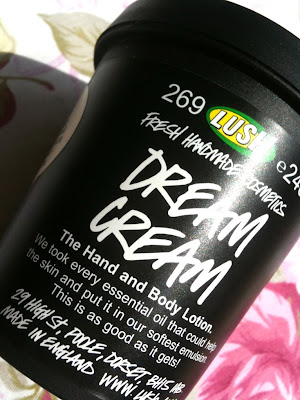 269 LUSH
FRESH HANDMADE COSMETICS
DREAM
CREAM
The Hand and Body Lotion.
We took every essential oil that could help
the skin and put it in our softest emulsion.
This is as good as it gets!
29 HIGH ST POOLE, DORSET BH15 1AB
MADE IN ENGLAND